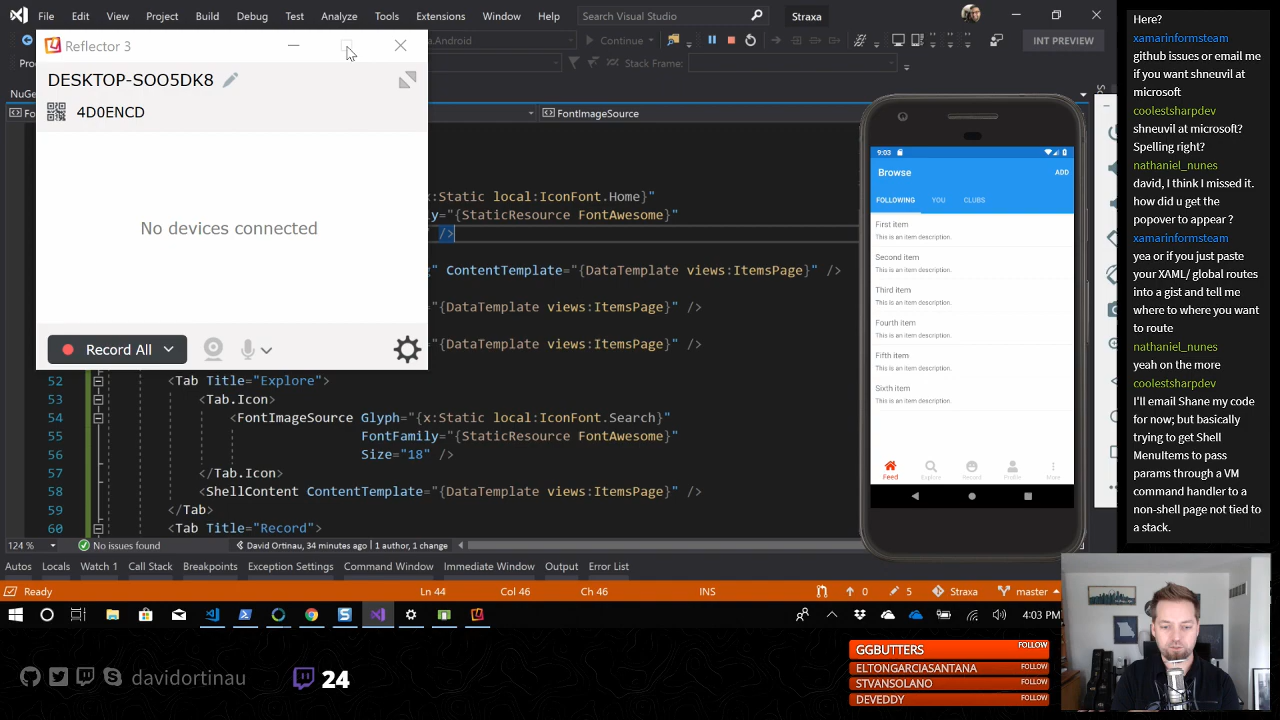 File Edit View Project Build Debug Test Analyze Tools Extensions Window Help Search Visual Studio Straxa
Reflector 3
DESKTOP-SOO5DK8
4D0ENCD
No devices connected
Record All
Continue
INT PREVIEW
Stack Frame:
NuGe
FontImageSource
x:Static local:IconFont.Home}"
y="{StaticResource FontAwesome}"
/>
" ContentTemplate="{DataTemplate views:ItemsPage}" />
{DataTemplate views:ItemsPage}" />
{DataTemplate views:ItemsPage}" />
52 <Tab Title="Explore">
53 <Tab.Icon>
54 <FontImageSource Glyph="{x:Static local:IconFont.Search}"
55 FontFamily="{StaticResource FontAwesome}"
56 Size="18" />
57 </Tab.Icon>
58 <ShellContent ContentTemplate="{DataTemplate views:ItemsPage}" />
59 </Tab>
60 <Tab Title="Record">
124 % No issues found David Ortinau, 34 minutes ago | 1 author, 1 change
Autos Locals Watch 1 Call Stack Breakpoints Exception Settings Command Window Immediate Window Output Error List
Ready Ln 44 Col 46 Ch 46 INS 0 5 Straxa master
4:03 PM
9:03
Browse ADD
FOLLOWING YOU CLUBS
First item
This is an item description.
Second item
This is an item description.
Third item
This is an item description.
Fourth item
This is an item description.
Fifth item
This is an item description.
Sixth item
This is an item description.
Feed Explore Record Profile More
Here?
xamarinformsteam
github issues or email me
if you want shneuvil at
microsoft
coolestsharpdev
shneuvil at microsoft?
Spelling right?
nathaniel_nunes
david, I think I missed it.
how did you get the
popover to appear?
xamarinformsteam
yea or if you just paste
your XAML/ global routes
into a gist and tell me
where to where you want
to route
nathaniel_nunes
yeah on the more
coolestsharpdev
I'll email Shane my code
for now; but basically
trying to get Shell
MenuItems to pass
params through a VM
command handler to a
non-shell page not tied to
a stack.
davidortinau
24
GGBUTTERS FOLLOW
ELTONGARCIASANTANA FOLLOW
STVANSOLANO FOLLOW
DEVEDDY FOLLOW